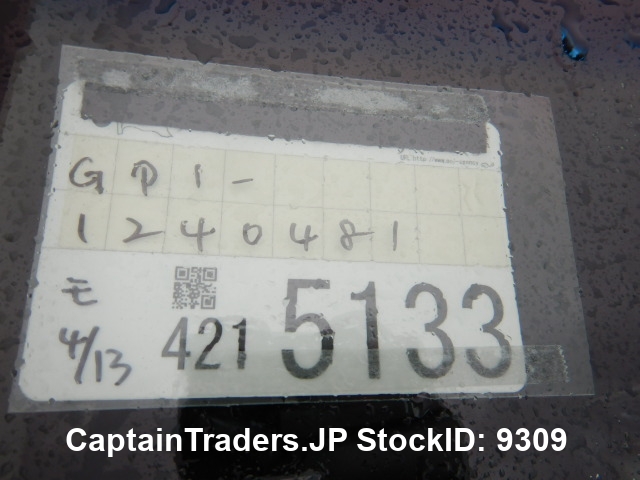 GP1-
1240481
モ
4/13
421 5133
CaptainTraders.JP StockID: 9309